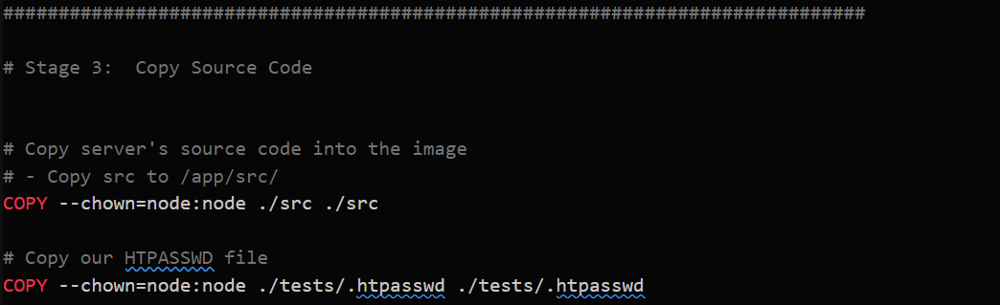 ################################################################################
# Stage 3:  Copy Source Code
# Copy server's source code into the image
# - Copy src to /app/src/
COPY --chown=node:node ./src ./src
# Copy our HTPASSWD file
COPY --chown=node:node ./tests/.htpasswd ./tests/.htpasswd